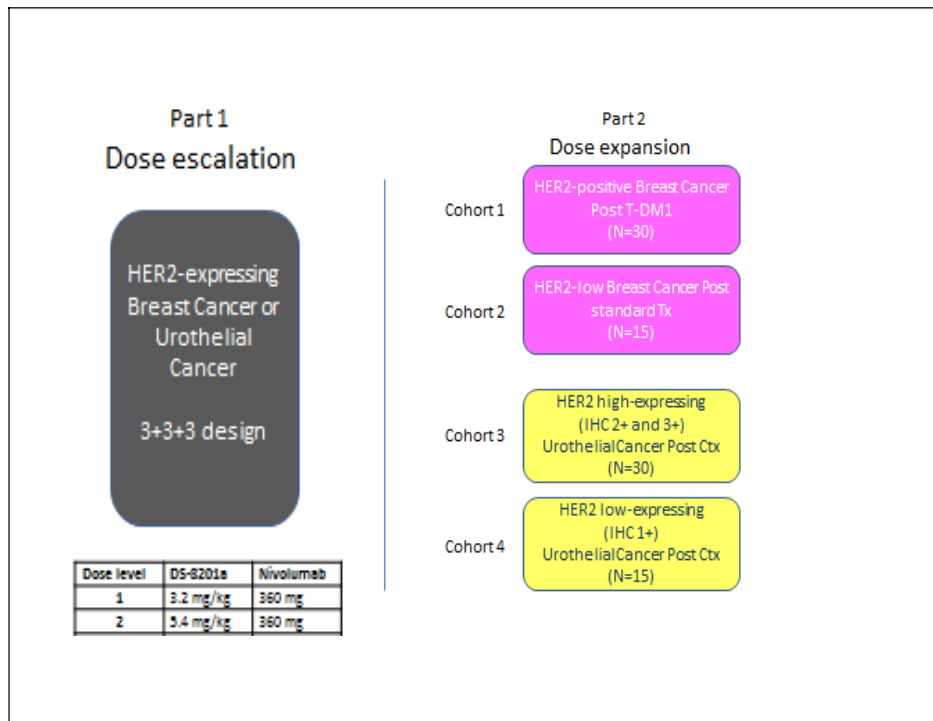 Part 1
Dose escalation
HER2-expressing
Breast Cancer or
Urothelial
Cancer
3+3+3 design
Dose level DS-8201a Nivolumab
1 3.2 mg/kg 360 mg
2 5.4 mg/kg 360 mg
Part 2
Dose expansion
Cohort 1
HER2-positive Breast Cancer
Post T-DM1
(N=30)
Cohort 2
HER2-low Breast Cancer Post
standard Tx
(N=15)
Cohort 3
HER2 high-expressing
(IHC 2+ and 3+)
Urothelial Cancer Post Ctx
(N=30)
Cohort 4
HER2 low-expressing
(IHC 1+)
Urothelial Cancer Post Ctx
(N=15)